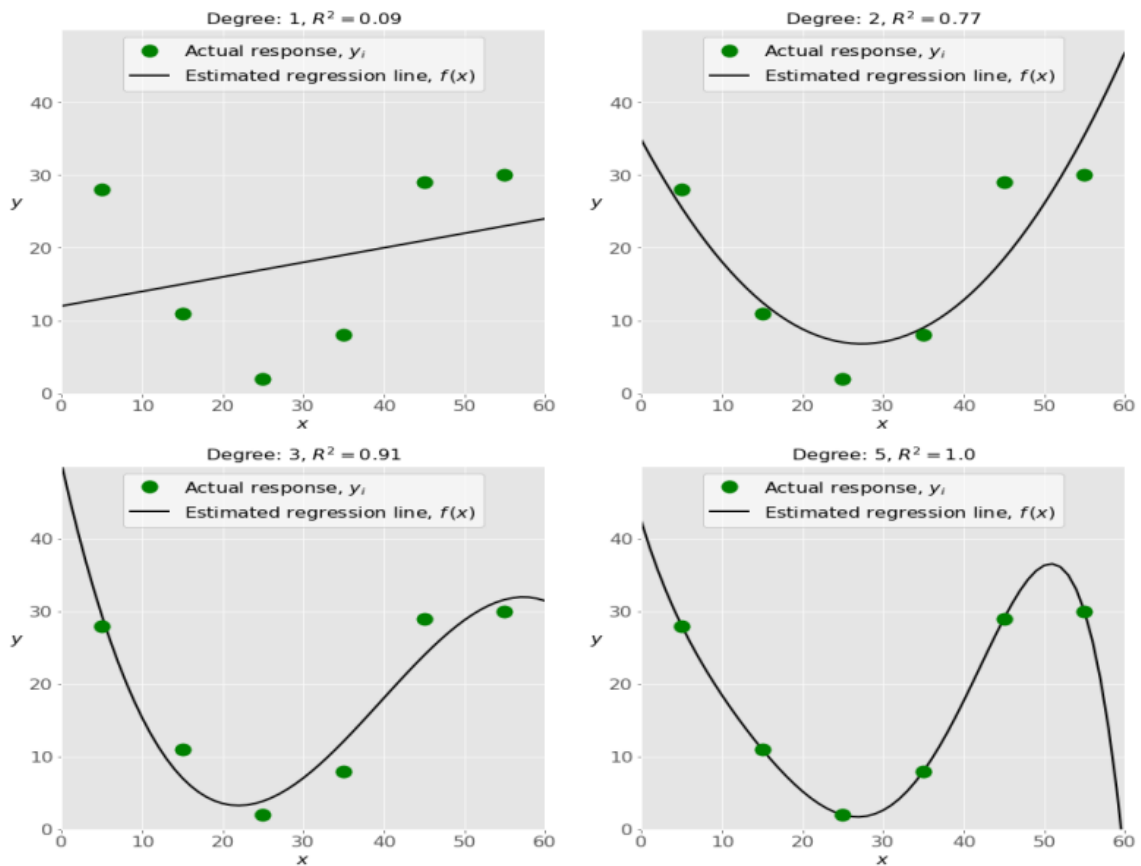 Degree: 1, R² = 0.09
Actual response, yᵢ
Estimated regression line, f(x)
40
30
y
20
10
0
0 10 20 30 40 50 60
x
Degree: 2, R² = 0.77
Actual response, yᵢ
Estimated regression line, f(x)
40
30
y
20
10
0
0 10 20 30 40 50 60
x
Degree: 3, R² = 0.91
Actual response, yᵢ
Estimated regression line, f(x)
40
30
y
20
10
0
0 10 20 30 40 50 60
x
Degree: 5, R² = 1.0
Actual response, yᵢ
Estimated regression line, f(x)
40
30
y
20
10
0
0 10 20 30 40 50 60
x